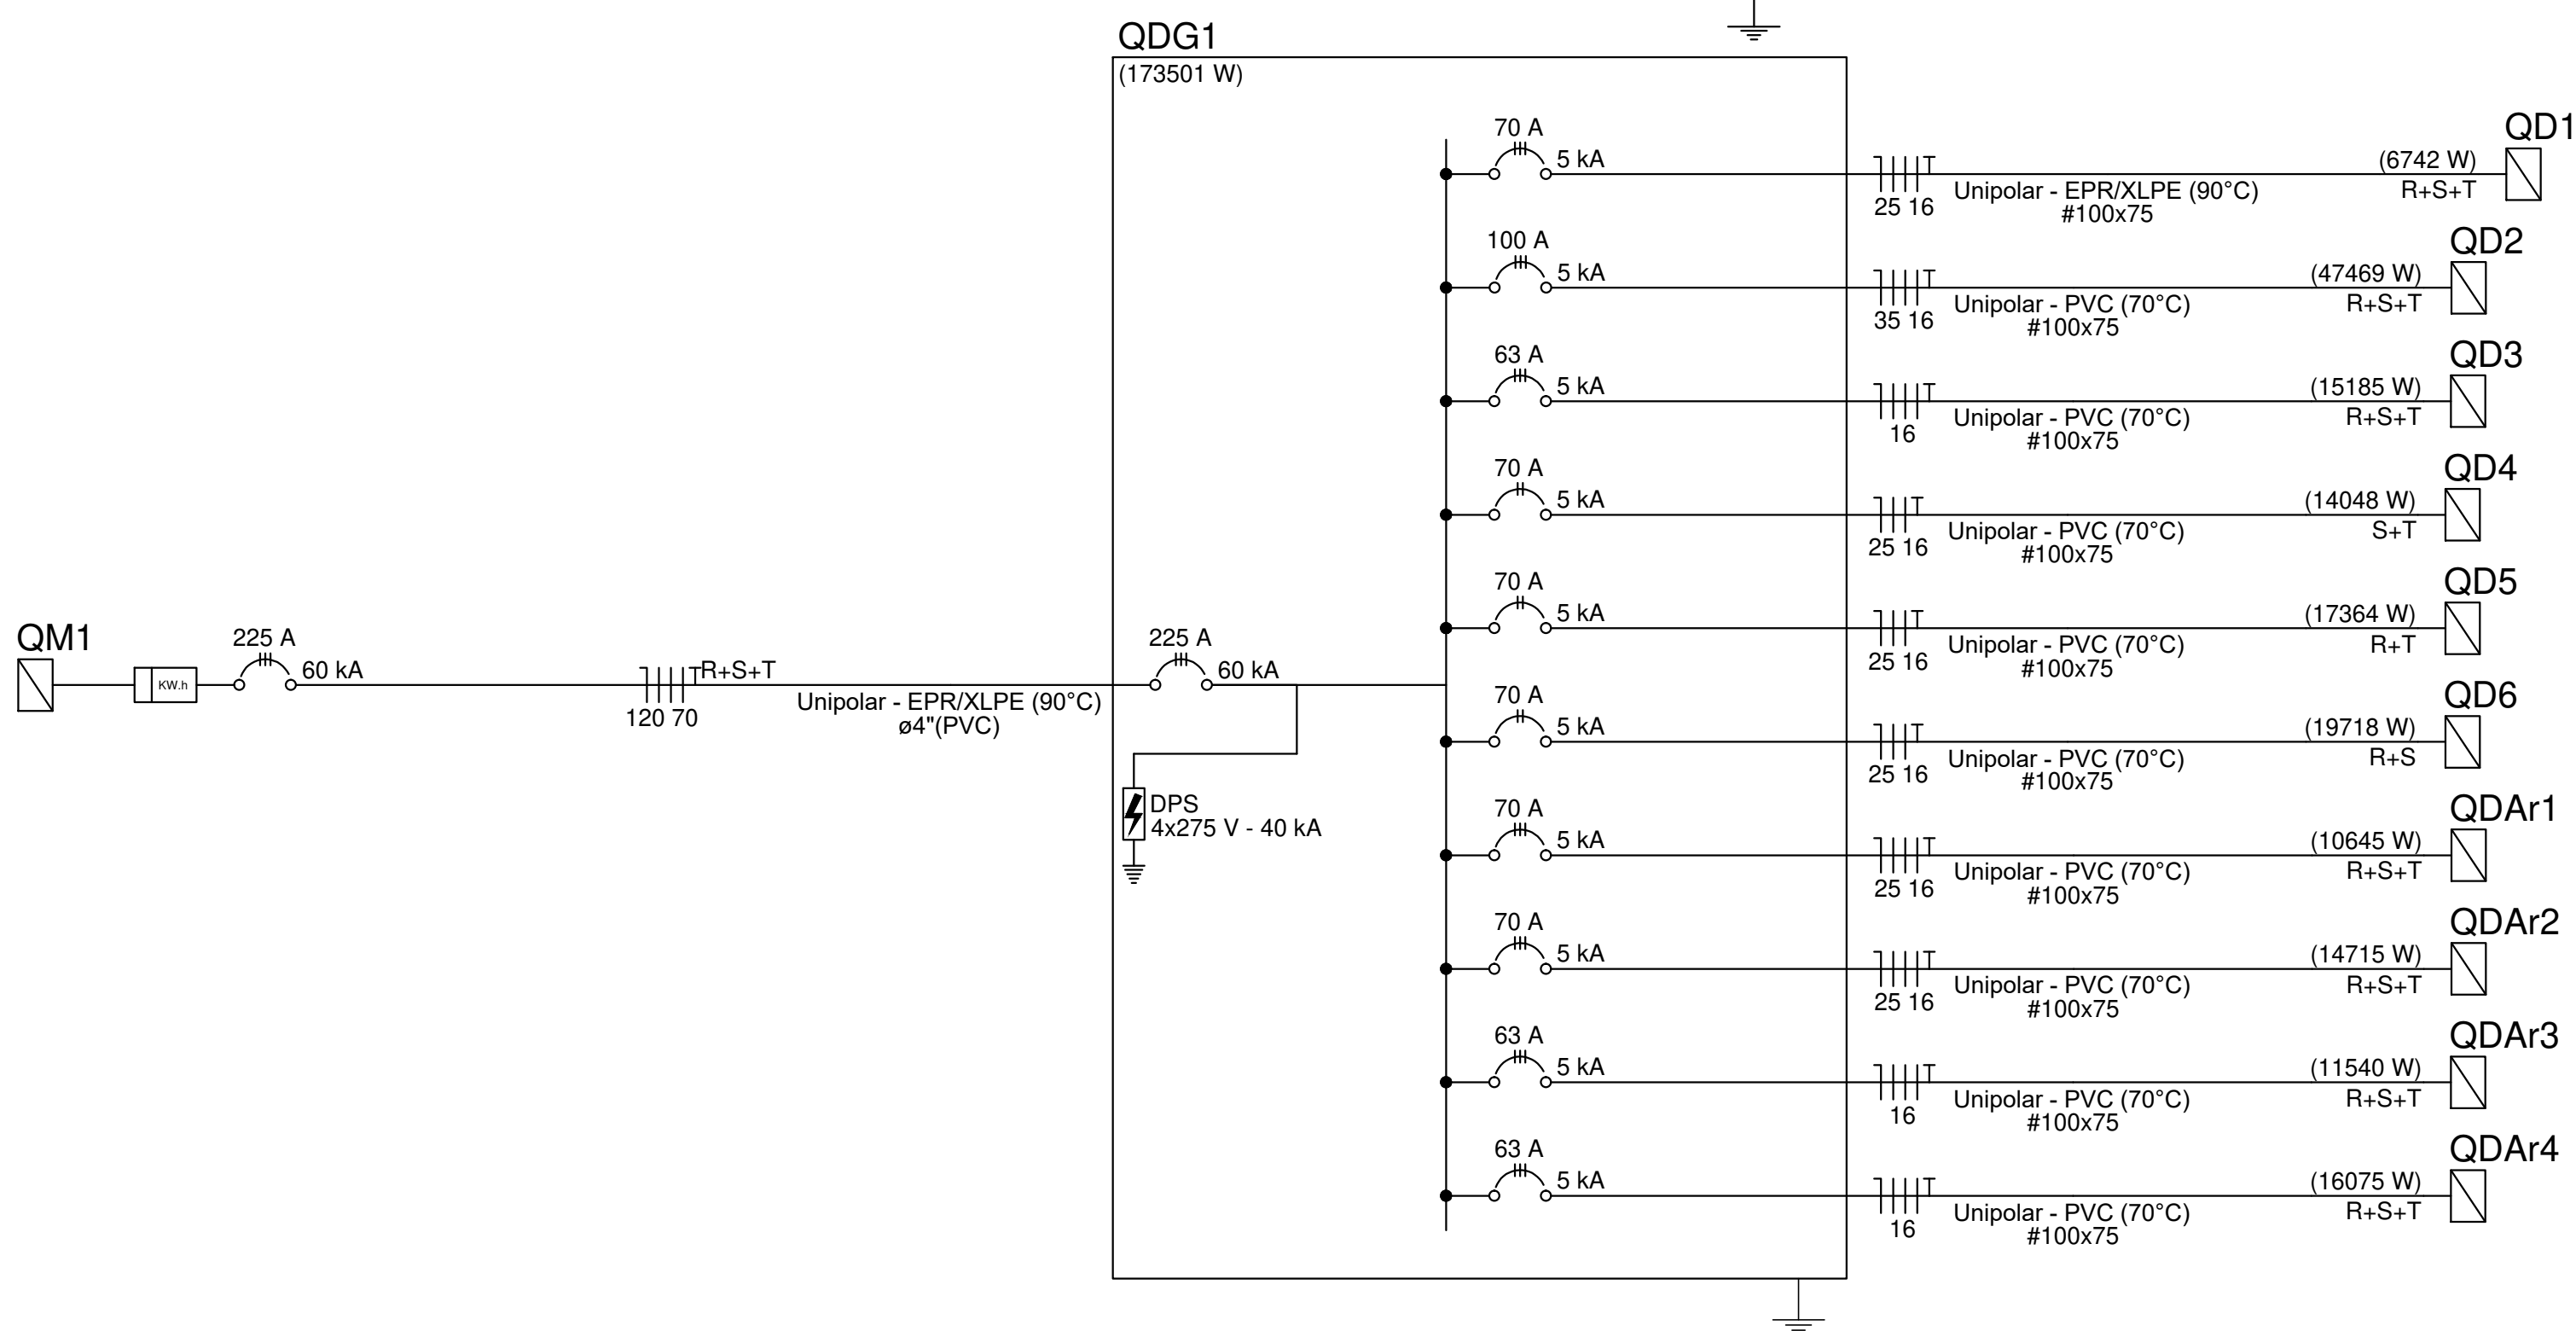 QDG1
(173501 W)
QM1
KW.h
225 A
60 kA
120 70
R+S+T
Unipolar - EPR/XLPE (90°C)
ø4"(PVC)
225 A
60 kA
DPS
4x275 V - 40 kA
70 A
5 kA
25 16
Unipolar - EPR/XLPE (90°C)
#100x75
(6742 W)
R+S+T
QD1
100 A
5 kA
35 16
Unipolar - PVC (70°C)
#100x75
(47469 W)
R+S+T
QD2
63 A
5 kA
16
Unipolar - PVC (70°C)
#100x75
(15185 W)
R+S+T
QD3
70 A
5 kA
25 16
Unipolar - PVC (70°C)
#100x75
(14048 W)
S+T
QD4
70 A
5 kA
25 16
Unipolar - PVC (70°C)
#100x75
(17364 W)
R+T
QD5
70 A
5 kA
25 16
Unipolar - PVC (70°C)
#100x75
(19718 W)
R+S
QD6
70 A
5 kA
25 16
Unipolar - PVC (70°C)
#100x75
(10645 W)
R+S+T
QDAr1
70 A
5 kA
25 16
Unipolar - PVC (70°C)
#100x75
(14715 W)
R+S+T
QDAr2
63 A
5 kA
16
Unipolar - PVC (70°C)
#100x75
(11540 W)
R+S+T
QDAr3
63 A
5 kA
16
Unipolar - PVC (70°C)
#100x75
(16075 W)
R+S+T
QDAr4